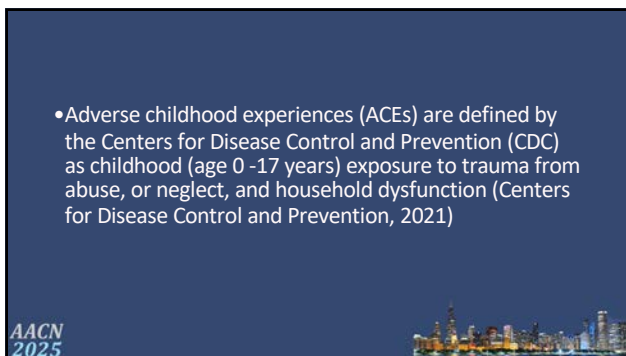 •Adverse childhood experiences (ACEs) are defined by
the Centers for Disease Control and Prevention (CDC)
as childhood (age 0 -17 years) exposure to trauma from
abuse, or neglect, and household dysfunction (Centers
for Disease Control and Prevention, 2021)
AACN
2025